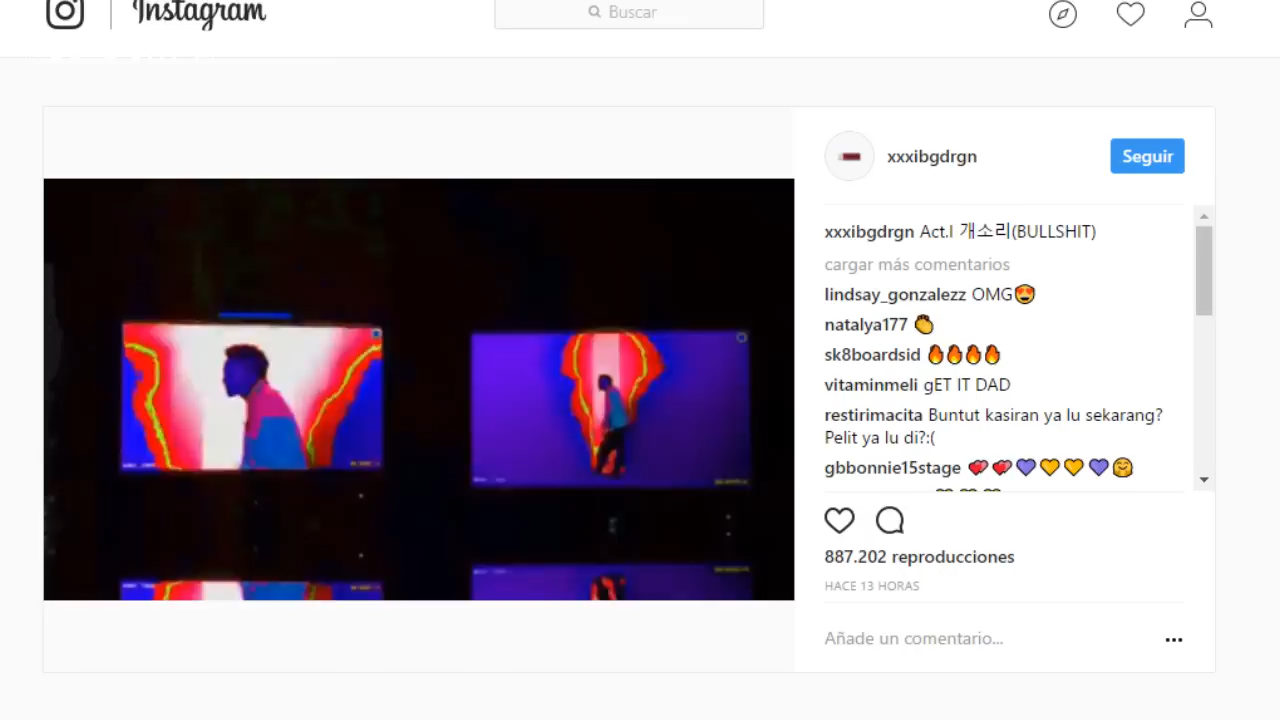 Instagram
Buscar
xxxibgdrgn
Seguir
xxxibgdrgn Act.I 개소리(BULLSHIT)
cargar más comentarios
lindsay_gonzalezz OMG😍
natalya177 👏
sk8boardsid 🔥🔥🔥🔥
vitaminmeli gET IT DAD
restirimacita Buntut kasiran ya lu sekarang?
Pelit ya lu di?:(
gbbonnie15stage 💞💞💜💛💛💜🤗
887.202 reproducciones
HACE 13 HORAS
Añade un comentario...